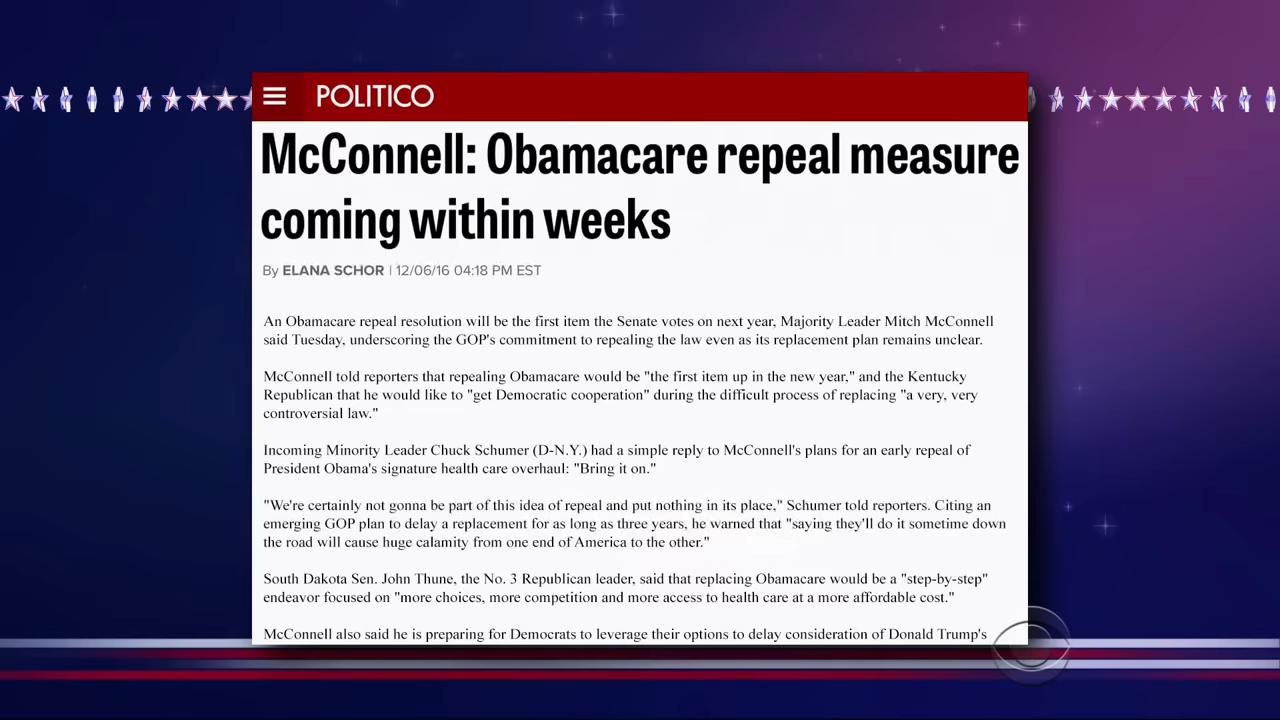 POLITICO
McConnell: Obamacare repeal measure
coming within weeks
By ELANA SCHOR | 12/06/16 04:18 PM EST
An Obamacare repeal resolution will be the first item the Senate votes on next year, Majority Leader Mitch McConnell
said Tuesday, underscoring the GOP's commitment to repealing the law even as its replacement plan remains unclear.
McConnell told reporters that repealing Obamacare would be "the first item up in the new year," and the Kentucky
Republican that he would like to "get Democratic cooperation" during the difficult process of replacing "a very, very
controversial law."
Incoming Minority Leader Chuck Schumer (D-N.Y.) had a simple reply to McConnell's plans for an early repeal of
President Obama's signature health care overhaul: "Bring it on."
"We're certainly not gonna be part of this idea of repeal and put nothing in its place," Schumer told reporters. Citing an
emerging GOP plan to delay a replacement for as long as three years, he warned that "saying they'll do it sometime down
the road will cause huge calamity from one end of America to the other."
South Dakota Sen. John Thune, the No. 3 Republican leader, said that replacing Obamacare would be a "step-by-step"
endeavor focused on "more choices, more competition and more access to health care at a more affordable cost."
McConnell also said he is preparing for Democrats to leverage their options to delay consideration of Donald Trump's